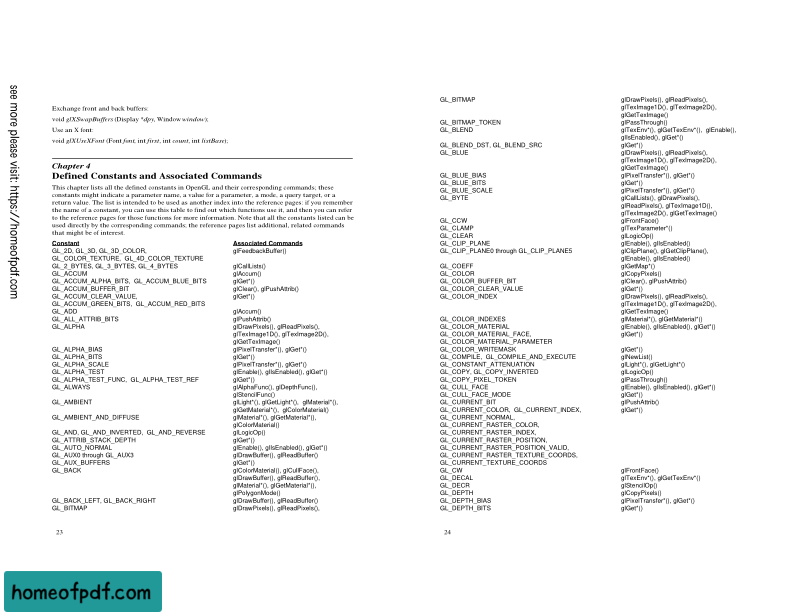 see more please visit: https://homeofpdf.com
Exchange front and back buffers:
void glXSwapBuffers (Display *dpy, Window window);
Use an X font:
void glXUseXFont (Font font, int first, int count, int listBase);
Chapter 4
Defined Constants and Associated Commands
This chapter lists all the defined constants in OpenGL and their corresponding commands; these
constants might indicate a parameter name, a value for a parameter, a mode, a query target, or a
return value. The list is intended to be used as another index into the reference pages: if you remember
the name of a constant, you can use this table to find out which functions use it, and then you can refer
to the reference pages for those functions for more information. Note that all the constants listed can be
used directly by the corresponding commands; the reference pages list additional, related commands
that might be of interest.
Constant Associated Commands
GL_2D, GL_3D, GL_3D_COLOR, glFeedbackBuffer()
GL_COLOR_TEXTURE, GL_4D_COLOR_TEXTURE
GL_2_BYTES, GL_3_BYTES, GL_4_BYTES glCallLists()
GL_ACCUM glAccum()
GL_ACCUM_ALPHA_BITS, GL_ACCUM_BLUE_BITS glGet*()
GL_ACCUM_BUFFER_BIT glClear(), glPushAttrib()
GL_ACCUM_CLEAR_VALUE, glGet*()
GL_ACCUM_GREEN_BITS, GL_ACCUM_RED_BITS
GL_ADD glAccum()
GL_ALL_ATTRIB_BITS glPushAttrib()
GL_ALPHA glDrawPixels(), glReadPixels(),
glTexImage1D(), glTexImage2D(),
glGetTexImage()
GL_ALPHA_BIAS glPixelTransfer*(), glGet*()
GL_ALPHA_BITS glGet*()
GL_ALPHA_SCALE glPixelTransfer*(), glGet*()
GL_ALPHA_TEST glEnable(), glIsEnabled(), glGet*()
GL_ALPHA_TEST_FUNC, GL_ALPHA_TEST_REF glGet*()
GL_ALWAYS glAlphaFunc(), glDepthFunc(),
glStencilFunc()
GL_AMBIENT glLight*(), glGetLight*(), glMaterial*(),
glGetMaterial*(), glColorMaterial()
GL_AMBIENT_AND_DIFFUSE glMaterial*(), glGetMaterial*(),
glColorMaterial()
GL_AND, GL_AND_INVERTED, GL_AND_REVERSE glLogicOp()
GL_ATTRIB_STACK_DEPTH glGet*()
GL_AUTO_NORMAL glEnable(), glIsEnabled(), glGet*()
GL_AUX0 through GL_AUX3 glDrawBuffer(), glReadBuffer()
GL_AUX_BUFFERS glGet*()
GL_BACK glColorMaterial(), glCullFace(),
glDrawBuffer(), glReadBuffer(),
glMaterial*(), glGetMaterial*(),
glPolygonMode()
GL_BACK_LEFT, GL_BACK_RIGHT glDrawBuffer(), glReadBuffer()
GL_BITMAP glDrawPixels(), glReadPixels(),
23
GL_BITMAP glDrawPixels(), glReadPixels(),
glTexImage1D(), glTexImage2D(),
glGetTexImage()
GL_BITMAP_TOKEN glPassThrough()
GL_BLEND glTexEnv*(), glGetTexEnv*(), glEnable(),
glIsEnabled(), glGet*()
GL_BLEND_DST, GL_BLEND_SRC glGet*()
GL_BLUE glDrawPixels(), glReadPixels(),
glTexImage1D(), glTexImage2D(),
glGetTexImage()
GL_BLUE_BIAS glPixelTransfer*(), glGet*()
GL_BLUE_BITS glGet*()
GL_BLUE_SCALE glPixelTransfer*(), glGet*()
GL_BYTE glCallLists(), glDrawPixels(),
glReadPixels(), glTexImage1D(),
glTexImage2D(), glGetTexImage()
GL_CCW glFrontFace()
GL_CLAMP glTexParameter*()
GL_CLEAR glLogicOp()
GL_CLIP_PLANE glEnable(), glIsEnabled()
GL_CLIP_PLANE0 through GL_CLIP_PLANE5 glClipPlane(), glGetClipPlane(),
glEnable(), glIsEnabled()
GL_COEFF glGetMap*()
GL_COLOR glCopyPixels()
GL_COLOR_BUFFER_BIT glClear(), glPushAttrib()
GL_COLOR_CLEAR_VALUE glGet*()
GL_COLOR_INDEX glDrawPixels(), glReadPixels(),
glTexImage1D(), glTexImage2D(),
glGetTexImage()
GL_COLOR_INDEXES glMaterial*(), glGetMaterial*()
GL_COLOR_MATERIAL glEnable(), glIsEnabled(), glGet*()
GL_COLOR_MATERIAL_FACE, glGet*()
GL_COLOR_MATERIAL_PARAMETER
GL_COLOR_WRITEMASK glGet*()
GL_COMPILE, GL_COMPILE_AND_EXECUTE glNewList()
GL_CONSTANT_ATTENUATION glLight*(), glGetLight*()
GL_COPY, GL_COPY_INVERTED glLogicOp()
GL_COPY_PIXEL_TOKEN glPassThrough()
GL_CULL_FACE glEnable(), glIsEnabled(), glGet*()
GL_CULL_FACE_MODE glGet*()
GL_CURRENT_BIT glPushAttrib()
GL_CURRENT_COLOR, GL_CURRENT_INDEX, glGet*()
GL_CURRENT_NORMAL,
GL_CURRENT_RASTER_COLOR,
GL_CURRENT_RASTER_INDEX,
GL_CURRENT_RASTER_POSITION,
GL_CURRENT_RASTER_POSITION_VALID,
GL_CURRENT_RASTER_TEXTURE_COORDS,
GL_CURRENT_TEXTURE_COORDS
GL_CW glFrontFace()
GL_DECAL glTexEnv*(), glGetTexEnv*()
GL_DECR glStencilOp()
GL_DEPTH glCopyPixels()
GL_DEPTH_BIAS glPixelTransfer*(), glGet*()
GL_DEPTH_BITS glGet*()
24
homeofpdf.com